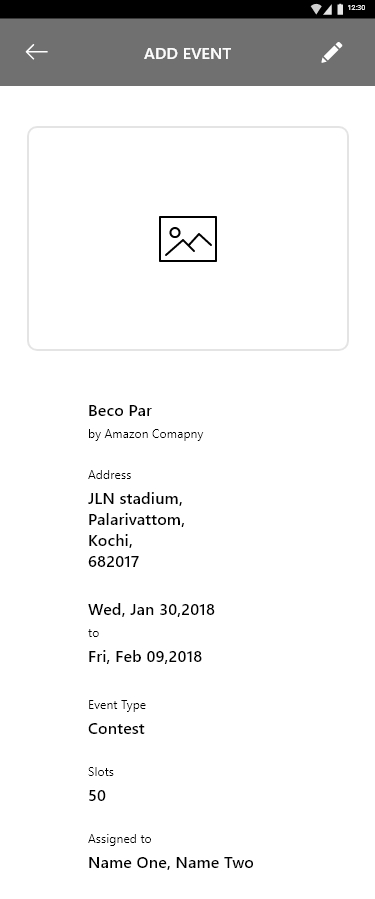 12:30
ADD EVENT
Beco Par
by Amazon Comapny
Address
JLN stadium,
Palarivattom,
Kochi,
682017
Wed, Jan 30,2018
to
Fri, Feb 09,2018
Event Type
Contest
Slots
50
Assigned to
Name One, Name Two